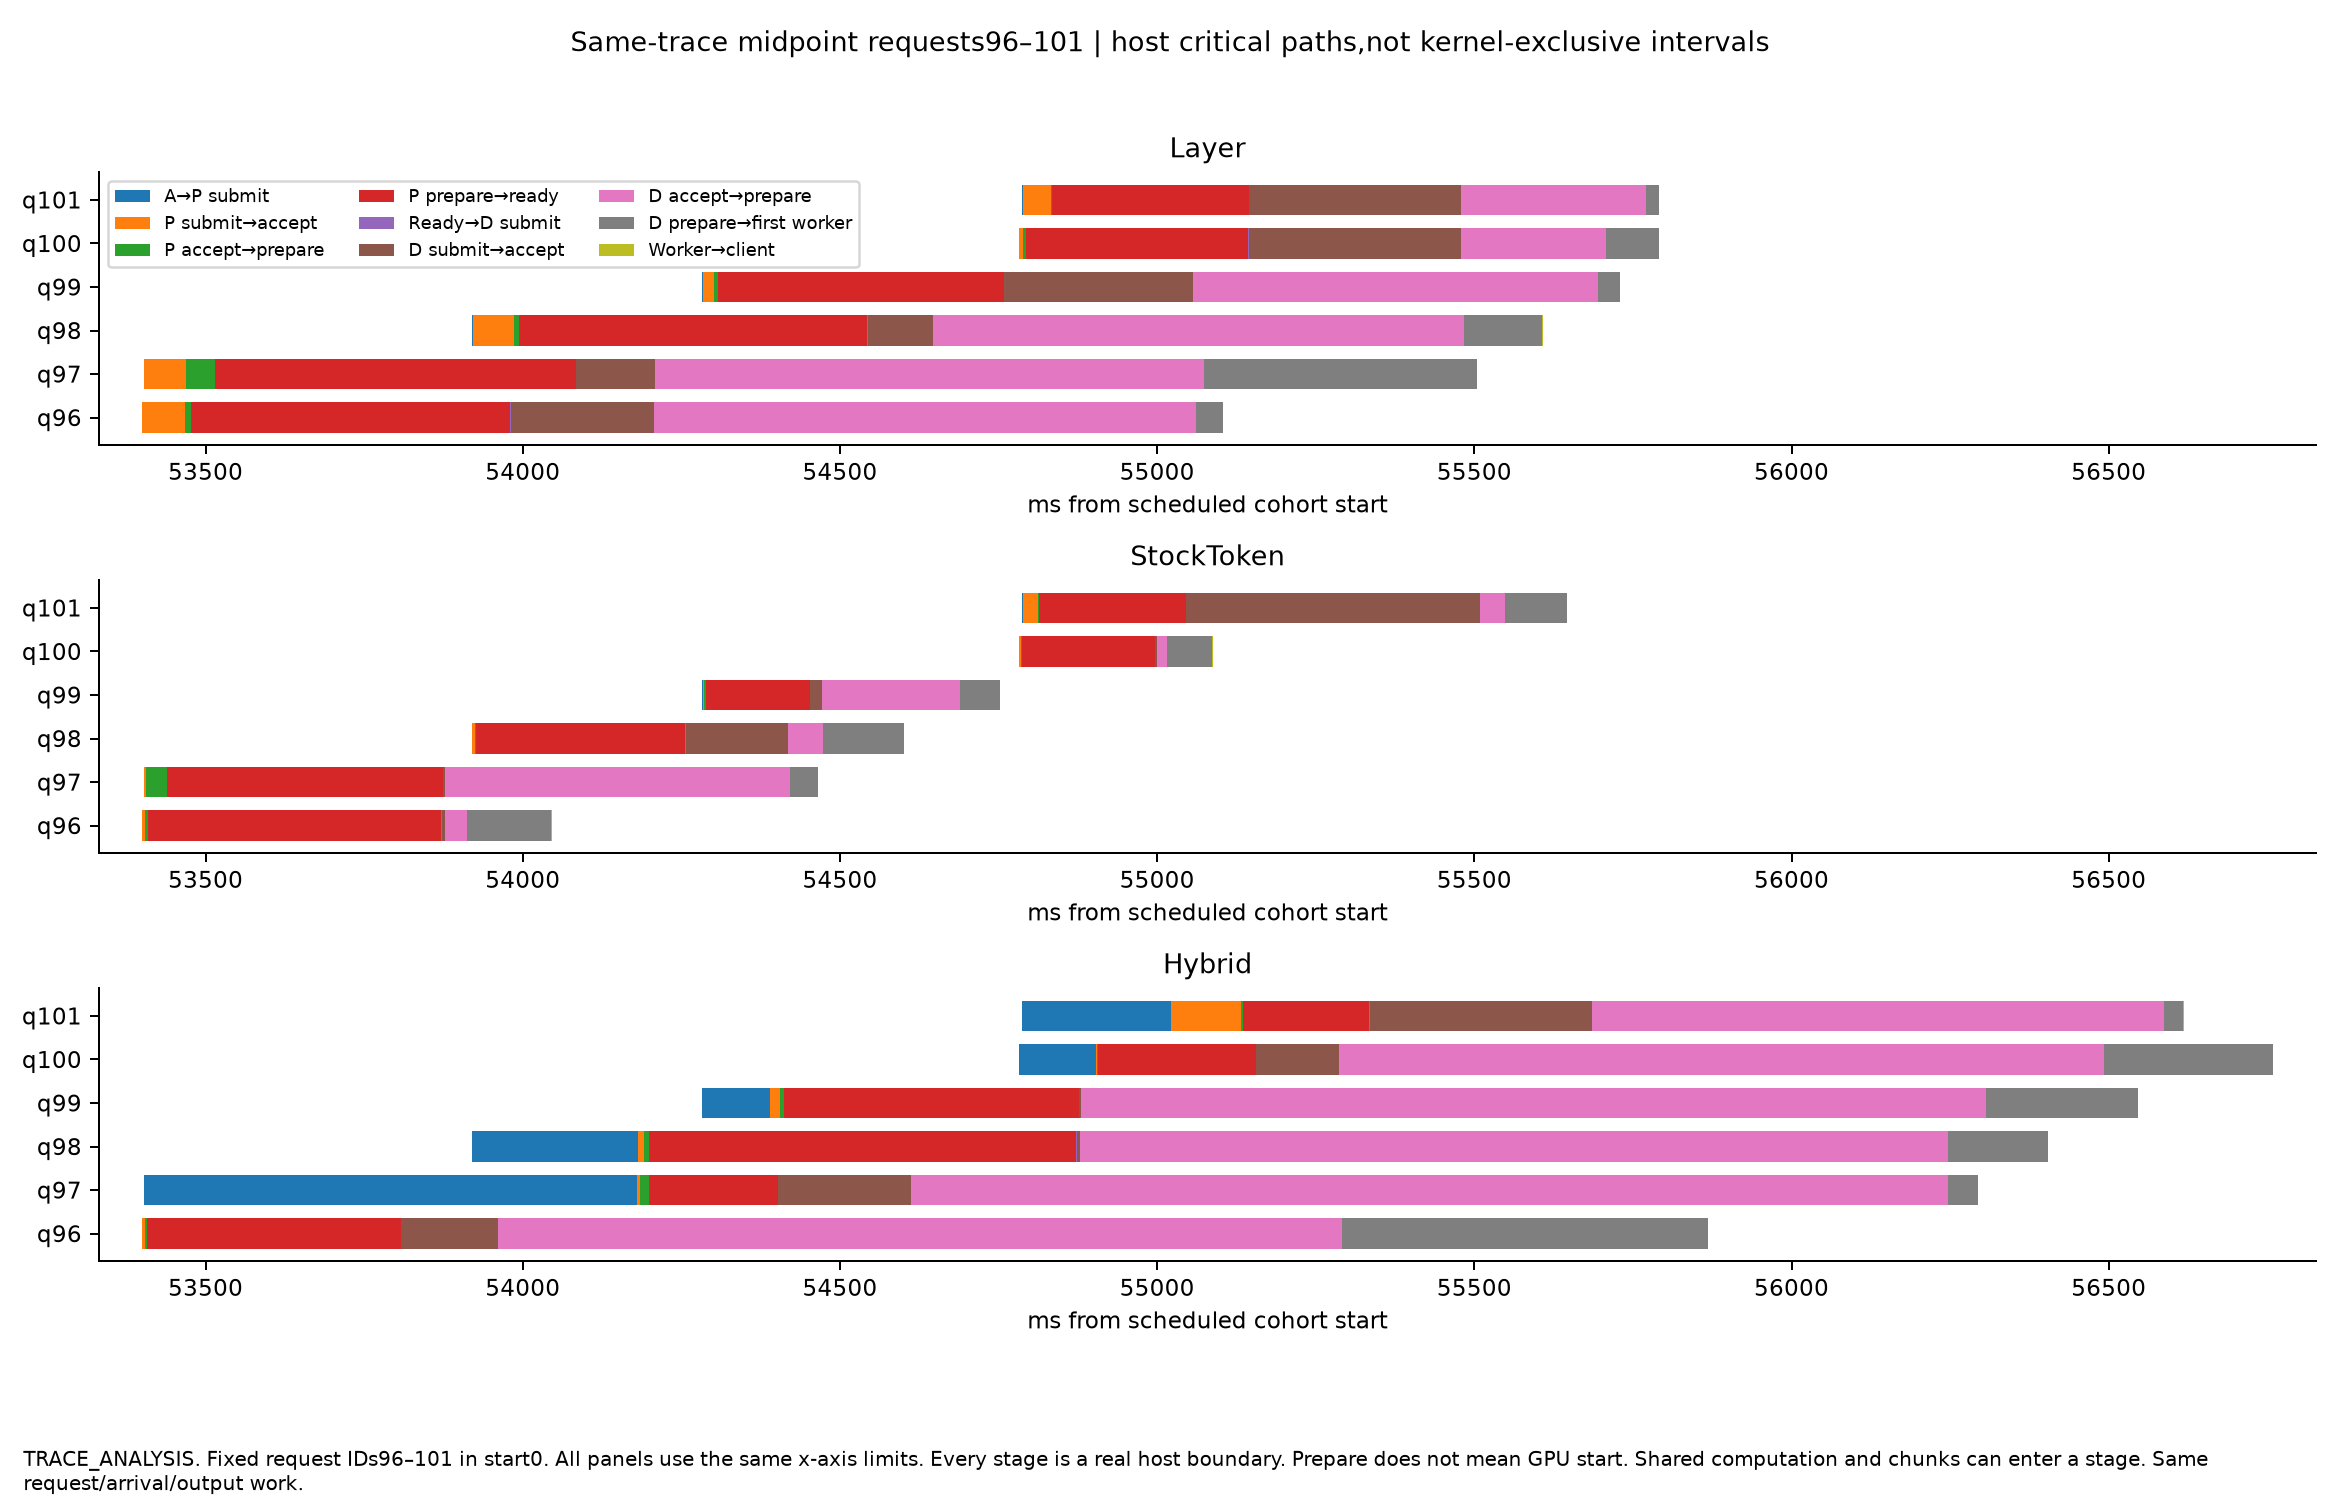 Same-trace midpoint requests96–101 | host critical paths,not kernel-exclusive intervals
Layer
A→P submit
P submit→accept
P accept→prepare
P prepare→ready
Ready→D submit
D submit→accept
D accept→prepare
D prepare→first worker
Worker→client
q101
q100
q99
q98
q97
q96
53500 54000 54500 55000 55500 56000 56500
ms from scheduled cohort start
StockToken
q101
q100
q99
q98
q97
q96
53500 54000 54500 55000 55500 56000 56500
ms from scheduled cohort start
Hybrid
q101
q100
q99
q98
q97
q96
53500 54000 54500 55000 55500 56000 56500
ms from scheduled cohort start
TRACE_ANALYSIS. Fixed request IDs96–101 in start0. All panels use the same x-axis limits. Every stage is a real host boundary. Prepare does not mean GPU start. Shared computation and chunks can enter a stage. Same
request/arrival/output work.